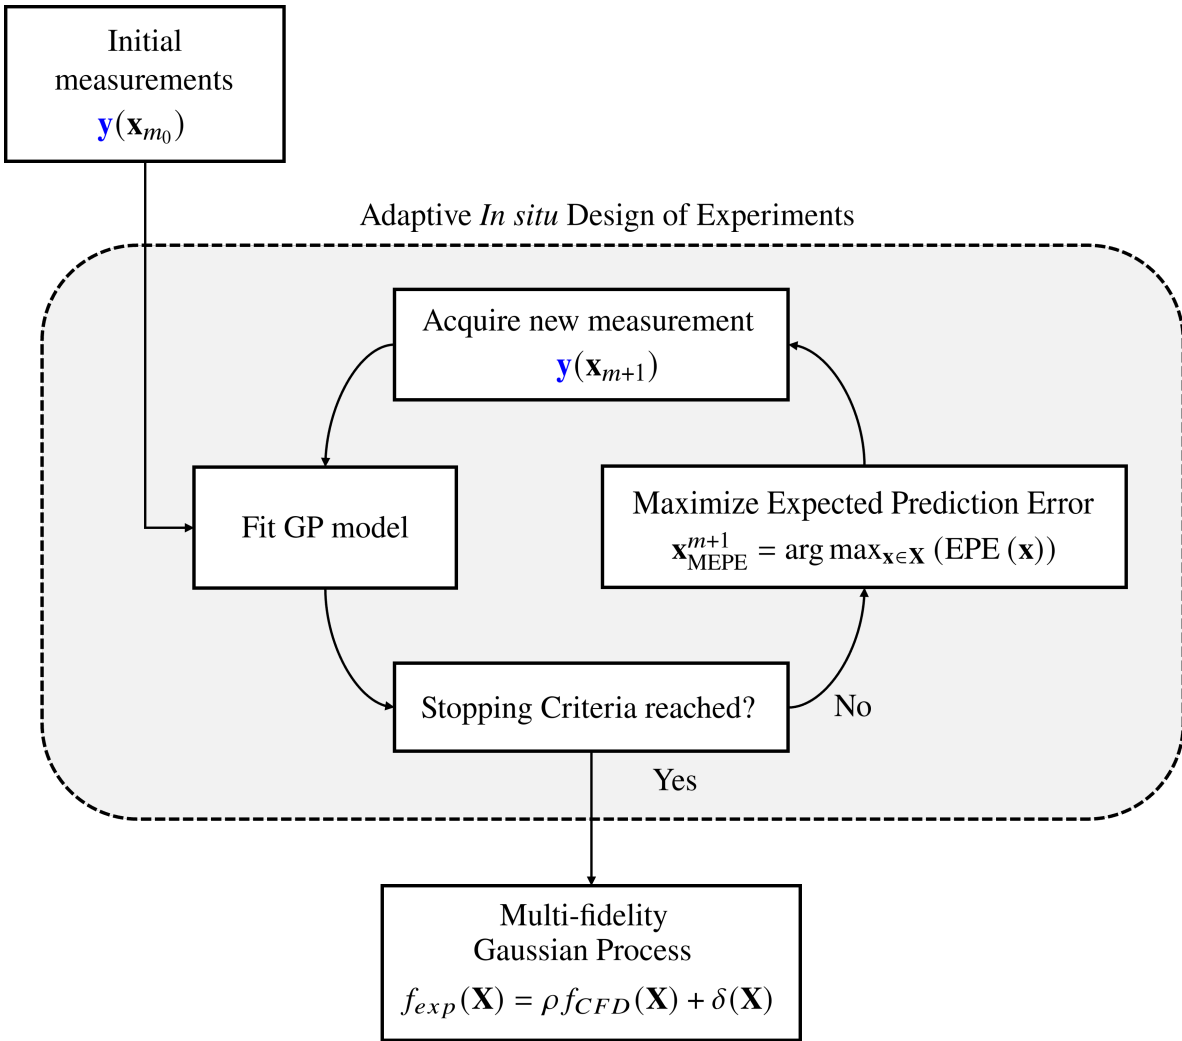 Initial
measurements
y(x_{m_0})
Adaptive In situ Design of Experiments
Acquire new measurement
y(x_{m+1})
Fit GP model
Maximize Expected Prediction Error
x_{MEPE}^{m+1} = arg max_{x∈X} (EPE (x))
Stopping Criteria reached?
No
Yes
Multi-fidelity
Gaussian Process
f_{exp}(X) = ρf_{CFD}(X) + δ(X)